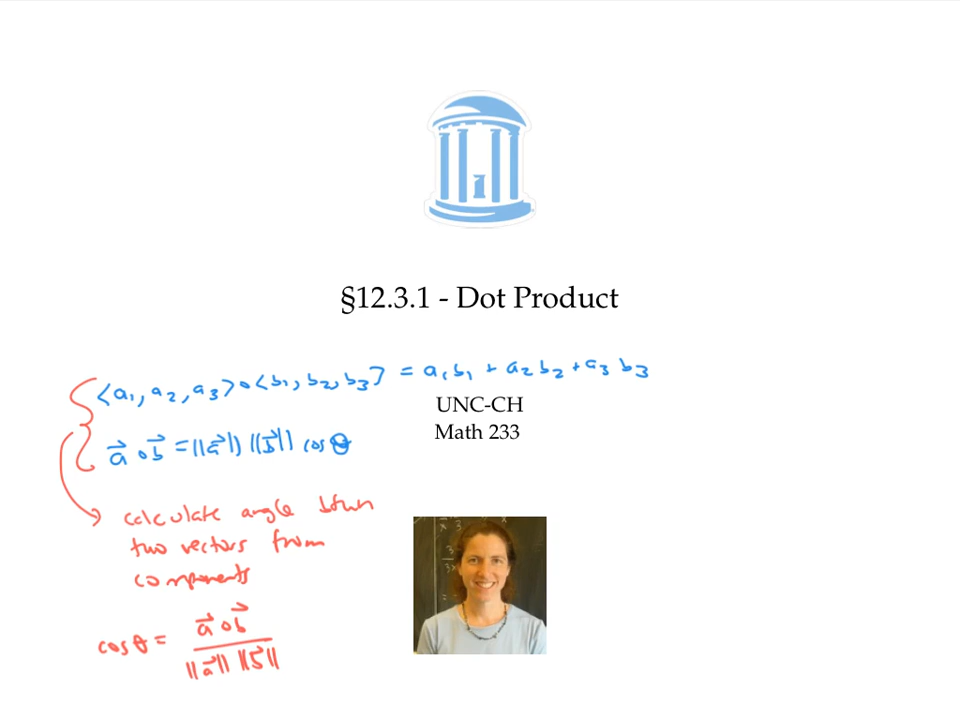 §12.3.1 - Dot Product
⟨a₁, a₂, a₃⟩ ∘ ⟨b₁, b₂, b₃⟩ = a₁b₁ + a₂b₂ + a₃b₃
UNC-CH
Math 233
a⃗ ∘ b⃗ = ||a⃗|| ||b⃗|| cos θ
calculate angle btwn
two vectors from
components
cos θ = a⃗ ∘ b⃗ / ||a⃗|| ||b⃗||